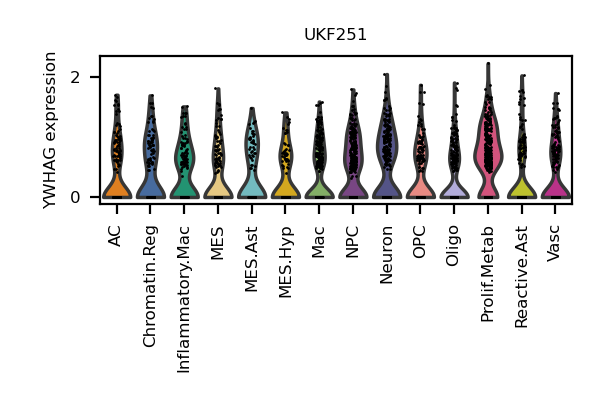 UKF251
YWHAG expression
2
0
AC
Chromatin.Reg
Inflammatory.Mac
MES
MES.Ast
MES.Hyp
Mac
NPC
Neuron
OPC
Oligo
Prolif.Metab
Reactive.Ast
Vasc